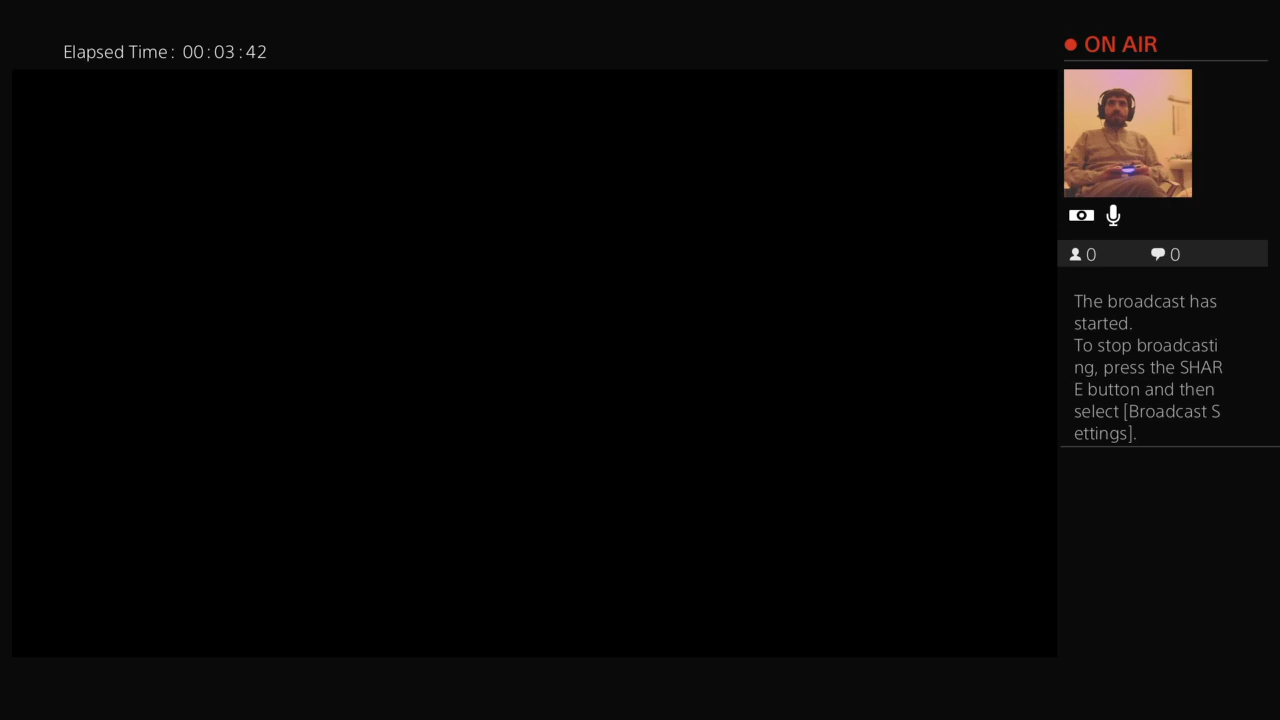 Elapsed Time: 00:03:42
ON AIR
0
0
The broadcast has
started.
To stop broadcasti
ng, press the SHAR
E button and then
select [Broadcast S
ettings].